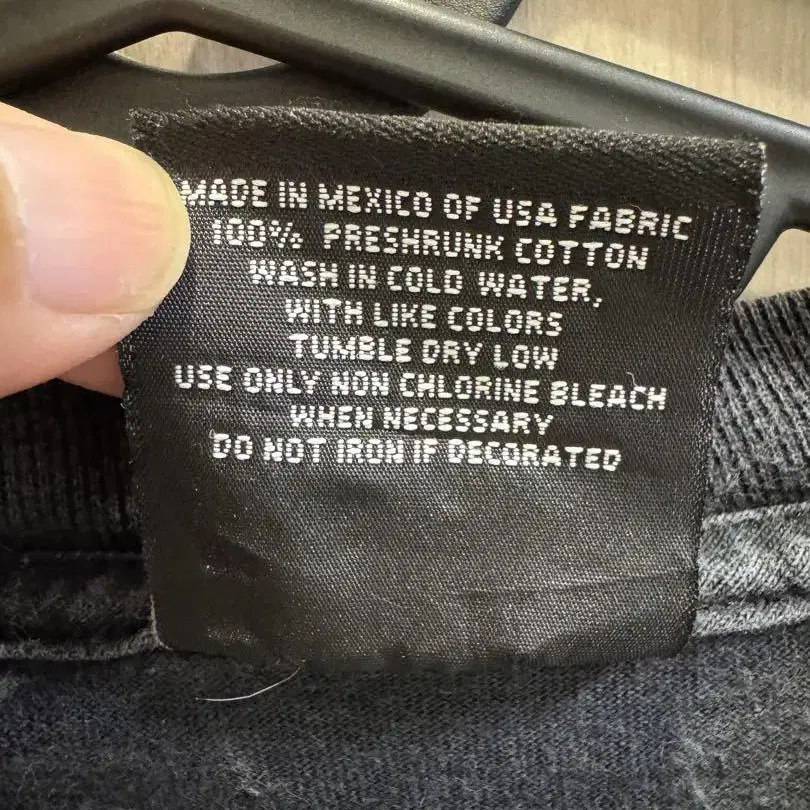 MADE IN MEXICO OF USA FABRIC
100% PRESHRUNK COTTON
WASH IN COLD WATER,
WITH LIKE COLORS
TUMBLE DRY LOW
USE ONLY NON CHLORINE BLEACH
WHEN NECESSARY
DO NOT IRON IF DECORATED